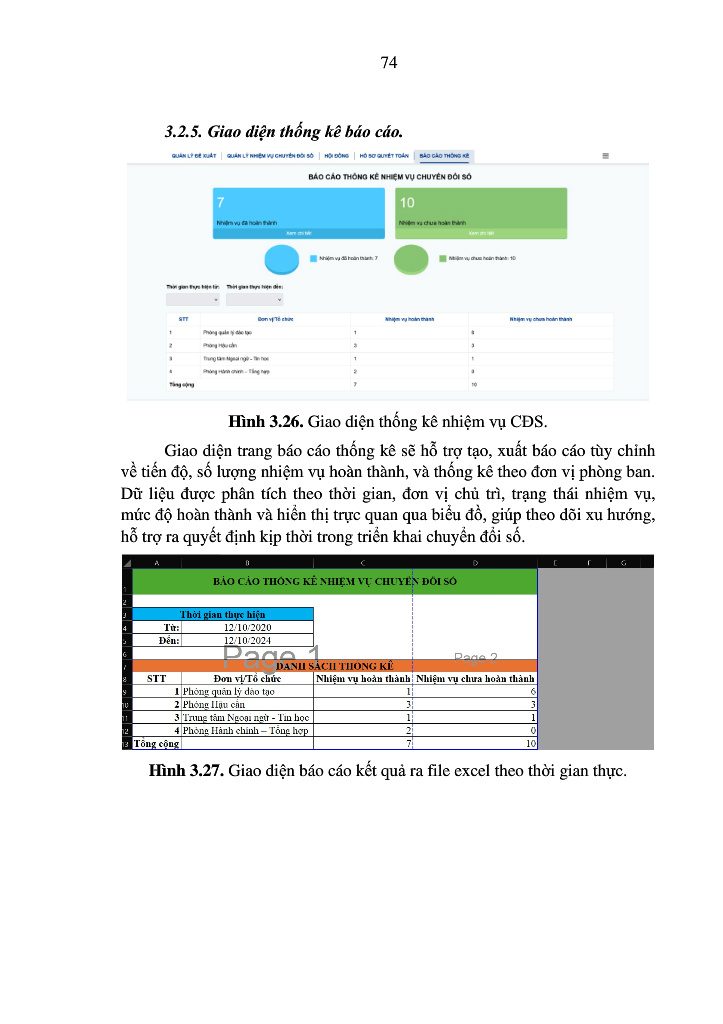 74
3.2.5. Giao diện thống kê báo cáo.
QUẢN LÝ ĐỀ XUẤT | QUẢN LÝ NHIỆM VỤ CHUYỂN ĐỔI SỐ | HỘI ĐỒNG | HỒ SƠ QUYẾT TOÁN | BÁO CÁO THỐNG KÊ
BÁO CÁO THỐNG KÊ NHIỆM VỤ CHUYỂN ĐỔI SỐ
7 10
Nhiệm vụ đã hoàn thành Nhiệm vụ chưa hoàn thành
Xem chi tiết Xem chi tiết
Nhiệm vụ đã hoàn thành: 7 Nhiệm vụ chưa hoàn thành: 10
Thời gian thực hiện từ: Thời gian thực hiện đến:
STT Đơn vị/Tổ chức Nhiệm vụ hoàn thành Nhiệm vụ chưa hoàn thành
1 Phòng quản lý đào tạo 1 6
2 Phòng Hậu cần 3 3
3 Trung tâm Ngoại ngữ - Tin học 1 1
4 Phòng Hành chính – Tổng hợp 2 0
Tổng cộng 7 10
Hình 3.26. Giao diện thống kê nhiệm vụ CĐS.
Giao diện trang báo cáo thống kê sẽ hỗ trợ tạo, xuất báo cáo tùy chỉnh
về tiến độ, số lượng nhiệm vụ hoàn thành, và thống kê theo đơn vị phòng ban.
Dữ liệu được phân tích theo thời gian, đơn vị chủ trì, trạng thái nhiệm vụ,
mức độ hoàn thành và hiển thị trực quan qua biểu đồ, giúp theo dõi xu hướng,
hỗ trợ ra quyết định kịp thời trong triển khai chuyển đổi số.
A B C D E F G
1 BÁO CÁO THỐNG KÊ NHIỆM VỤ CHUYỂN ĐỔI SỐ
2
3 Thời gian thực hiện
4 Từ: 12/10/2020
5 Đến: 12/10/2024
6 Page 1 Page 2
7 DANH SÁCH THỐNG KÊ
8 STT Đơn vị/Tổ chức Nhiệm vụ hoàn thành Nhiệm vụ chưa hoàn thành
9 1 Phòng quản lý đào tạo 1 6
10 2 Phòng Hậu cần 3 3
11 3 Trung tâm Ngoại ngữ - Tin học 1 1
12 4 Phòng Hành chính – Tổng hợp 2 0
13 Tổng cộng 7 10
Hình 3.27. Giao diện báo cáo kết quả ra file excel theo thời gian thực.